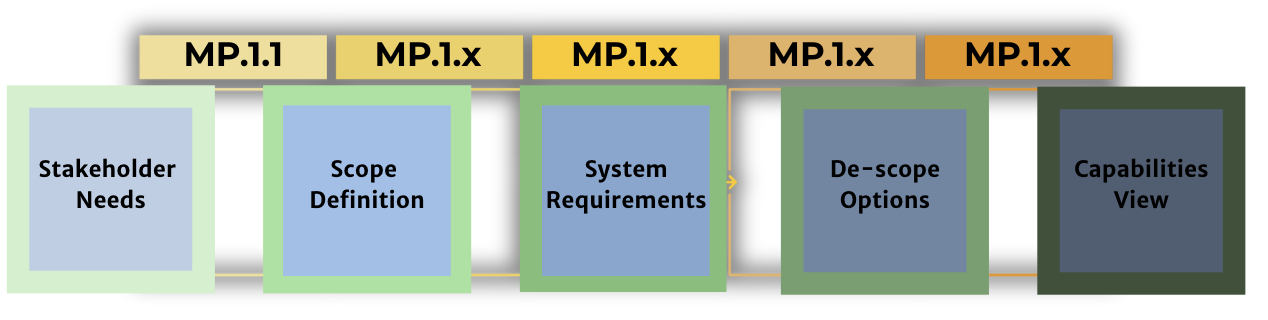 MP.1.1 MP.1.x MP.1.x MP.1.x MP.1.x
Stakeholder
Needs
Scope
Definition
System
Requirements
De-scope
Options
Capabilities
View